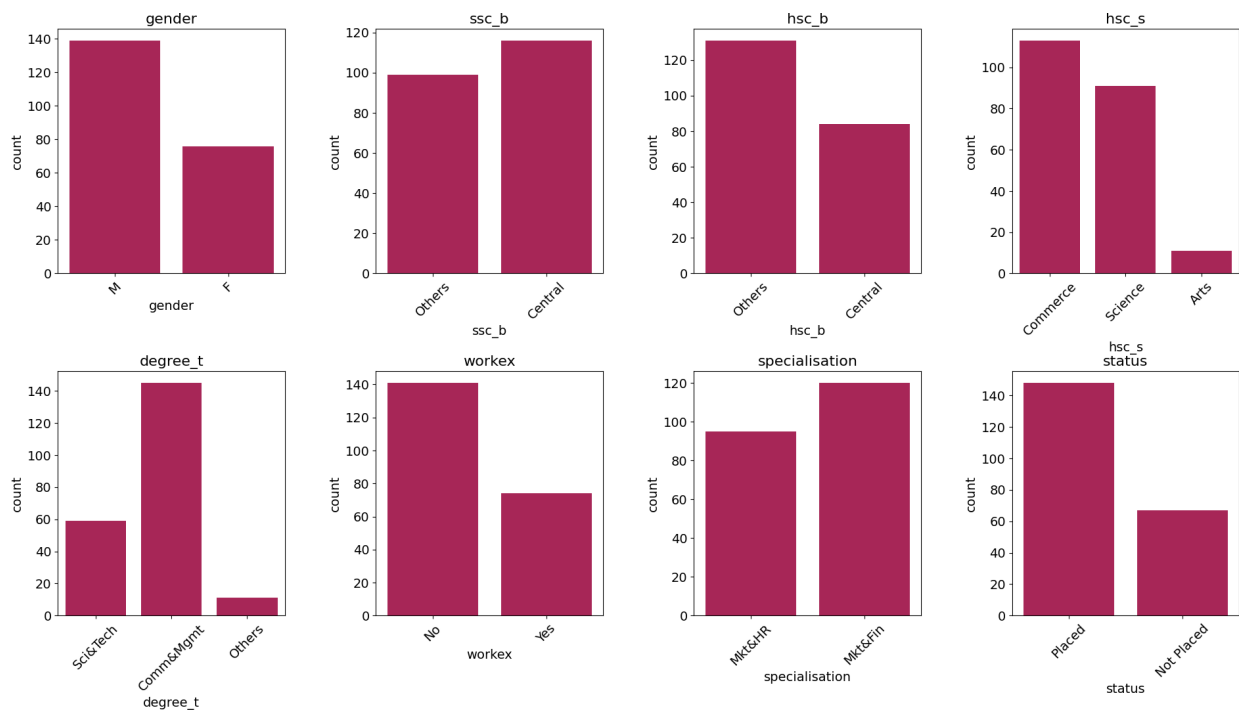 gender
count
140
120
100
80
60
40
20
0
M
F
gender
ssc_b
count
120
100
80
60
40
20
0
Others
Central
ssc_b
hsc_b
count
120
100
80
60
40
20
0
Others
Central
hsc_b
hsc_s
count
100
80
60
40
20
0
Commerce
Science
Arts
hsc_s
degree_t
count
140
120
100
80
60
40
20
0
Sci&Tech
Comm&Mgmt
Others
degree_t
workex
count
140
120
100
80
60
40
20
0
No
Yes
workex
specialisation
count
120
100
80
60
40
20
0
Mkt&HR
Mkt&Fin
specialisation
status
count
140
120
100
80
60
40
20
0
Placed
Not Placed
status